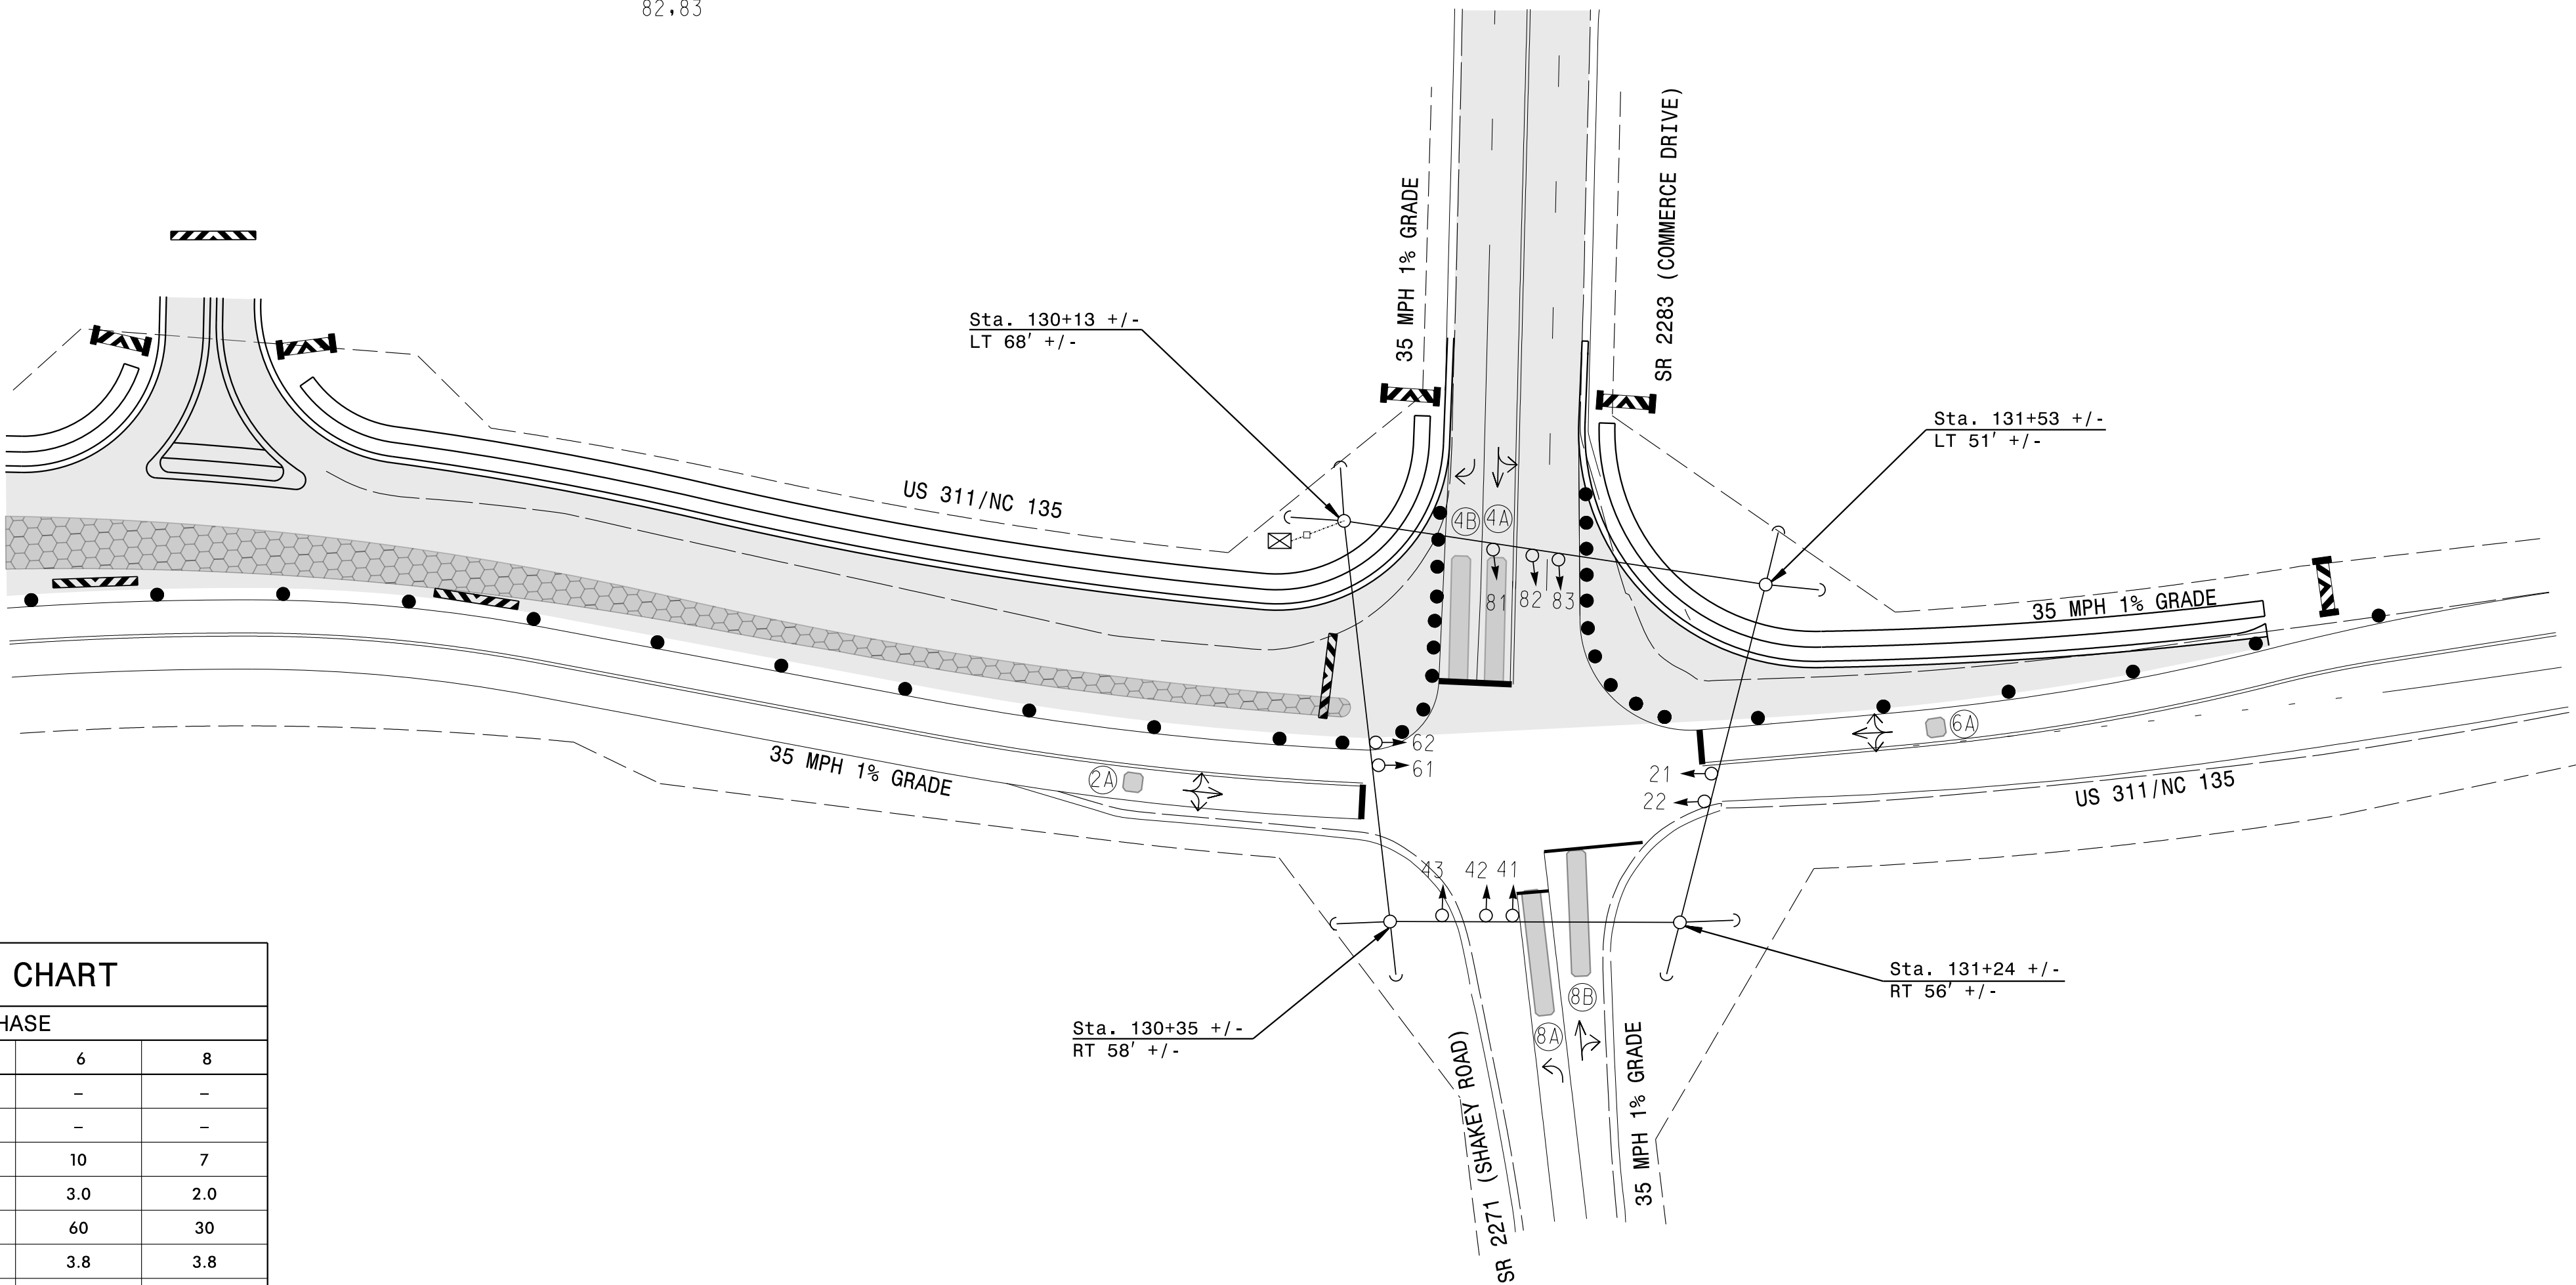 82,83
35 MPH 1% GRADE
SR 2283 (COMMERCE DRIVE)
Sta. 130+13 +/-
LT 68' +/-
Sta. 131+53 +/-
LT 51' +/-
US 311/NC 135
4B
4A
81
82
83
35 MPH 1% GRADE
62
61
6A
35 MPH 1% GRADE
2A
21
22
US 311/NC 135
43
42
41
8B
8A
Sta. 131+24 +/-
RT 56' +/-
Sta. 130+35 +/-
RT 58' +/-
SR 2271 (SHAKEY ROAD)
35 MPH 1% GRADE
CHART
HASE
6 8
– –
– –
10 7
3.0 2.0
60 30
3.8 3.8